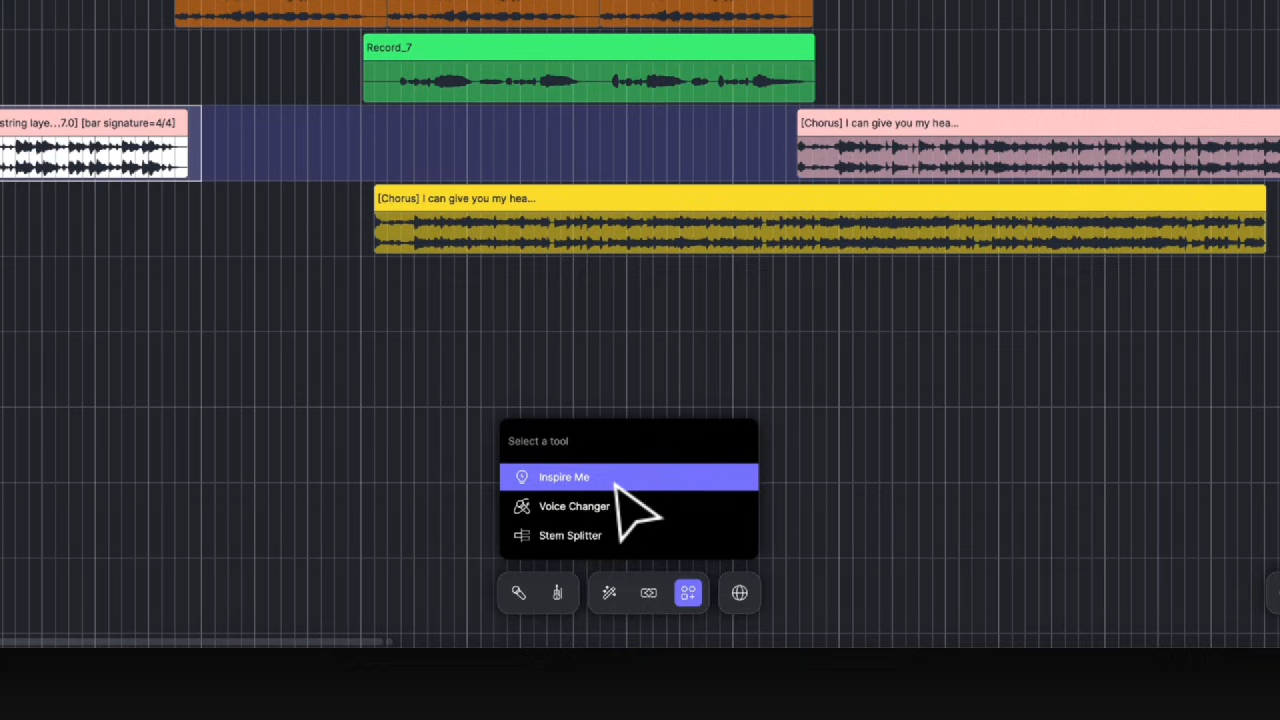 Record_7
string laye...7.0] [bar signature=4/4]
[Chorus] I can give you my hea...
[Chorus] I can give you my hea...
Select a tool
Inspire Me
Voice Changer
Stem Splitter